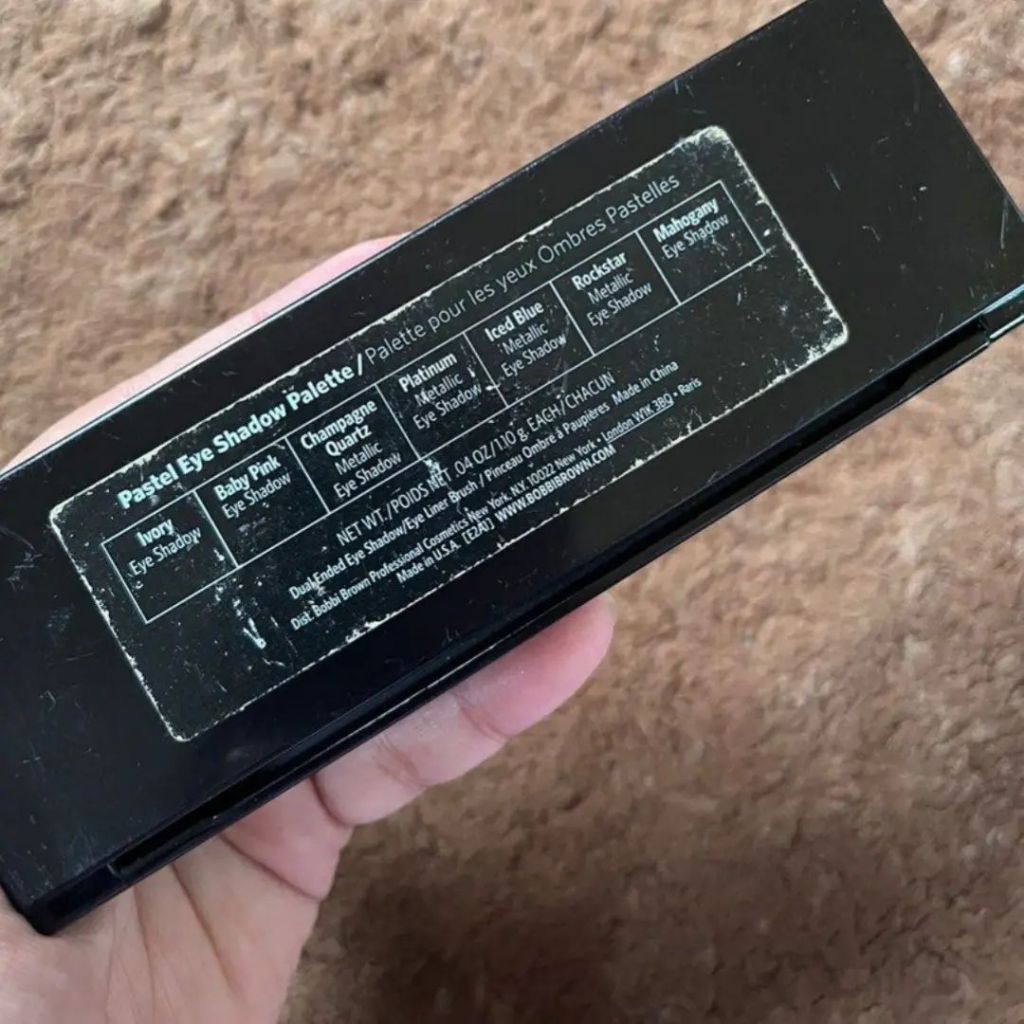 Pastel Eye Shadow Palette / Palette pour les yeux Ombres Pastelles
Ivory
Eye Shadow
Baby Pink
Eye Shadow
Champagne
Quartz
Metallic
Eye Shadow
Platinum
Metallic
Eye Shadow
Iced Blue
Metallic
Eye Shadow
Rockstar
Metallic
Eye Shadow
Mahogany
Eye Shadow
NET WT./POIDS NET .04 OZ/1.10 g. EACH/CHACUN
Dual-Ended Eye Shadow/Eye Liner Brush / Pinceau Ombre à Paupières Made in China
Dist. Bobbi Brown Professional Cosmetics New York, N.Y. 10022 New York • London W1K 3BQ • Paris
Made in U.S.A. [E2A1] WWW.BOBBIBROWN.COM